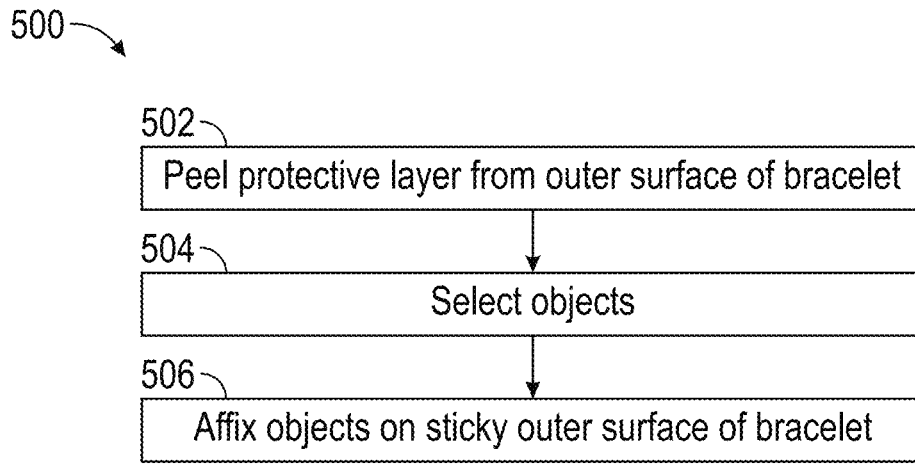 500
502
Peel protective layer from outer surface of bracelet
504
Select objects
506
Affix objects on sticky outer surface of bracelet